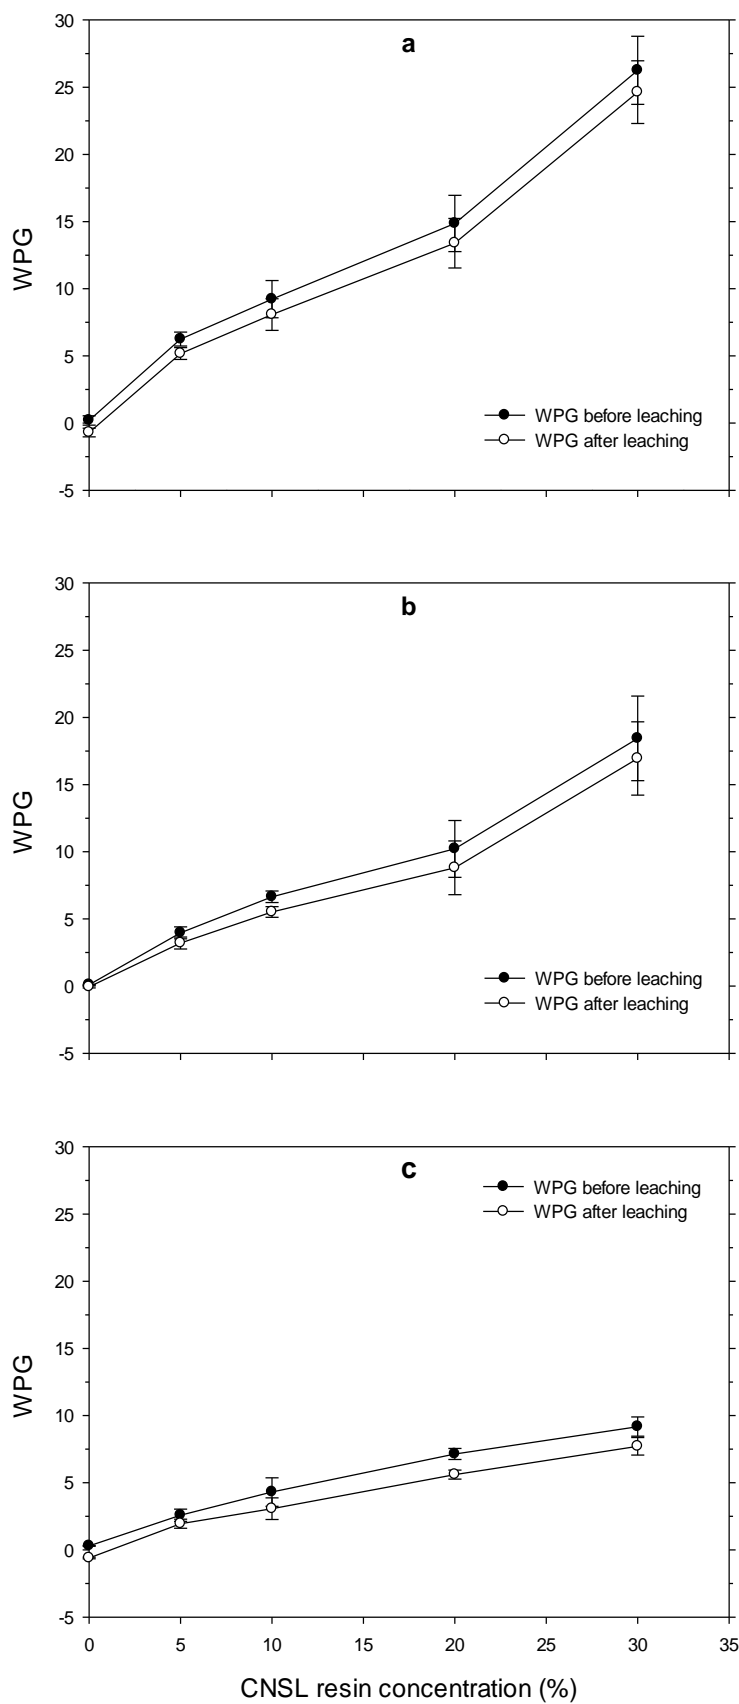 30
a
25
20
15
WPG
10
5
0
WPG before leaching
WPG after leaching
-5
30
b
25
20
15
WPG
10
5
0
WPG before leaching
WPG after leaching
-5
30
c
WPG before leaching
WPG after leaching
25
20
15
WPG
10
5
0
-5
0 5 10 15 20 25 30 35
CNSL resin concentration (%)